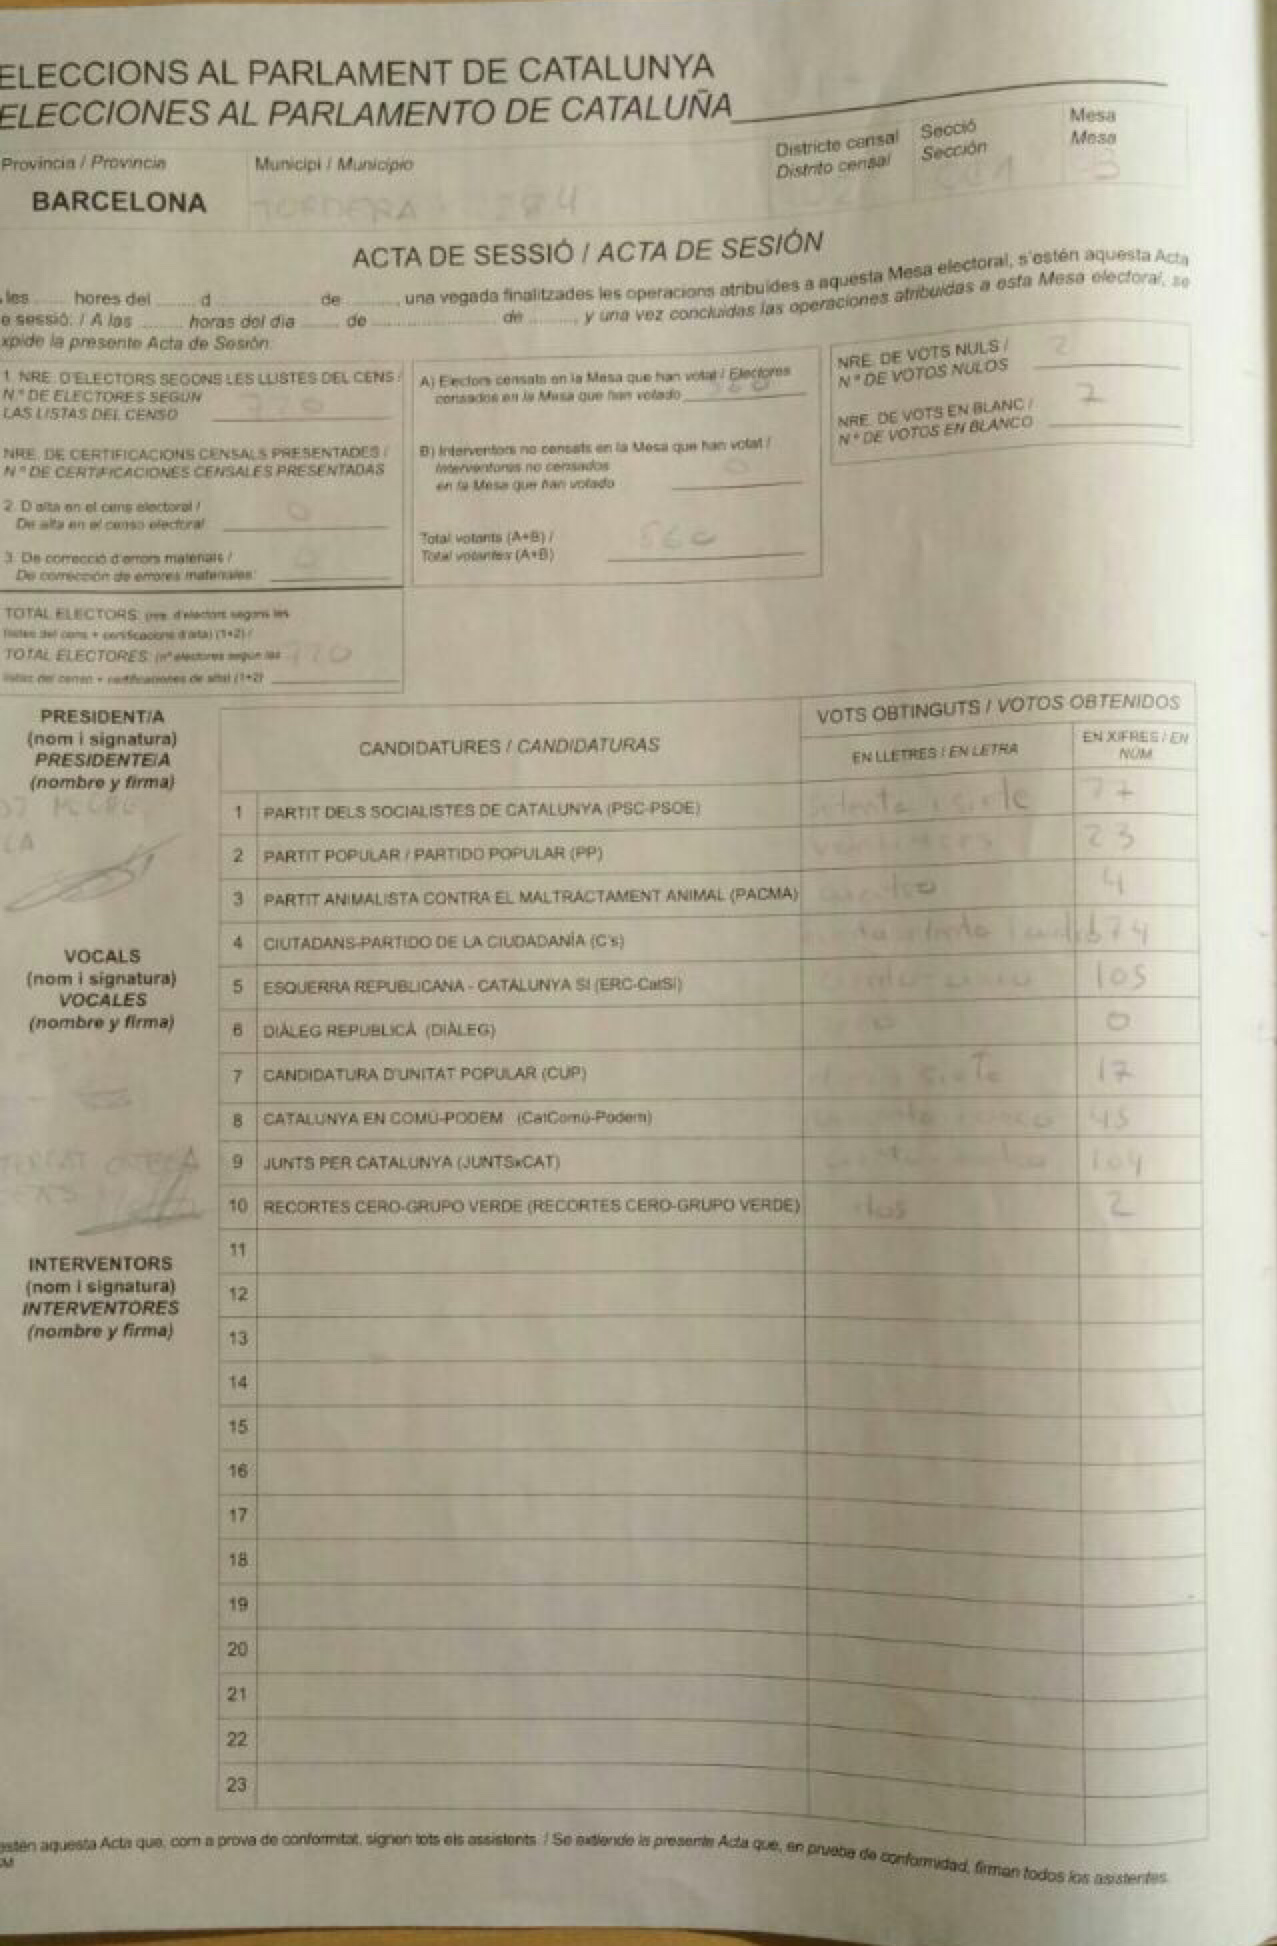 ELECCIONS AL PARLAMENT DE CATALUNYA
ELECCIONES AL PARLAMENTO DE CATALUÑA
Provincia / Provincia
Municipi / Municipio
Districte censal
Distrito censal
Secció
Sección
Mesa
Mesa
BARCELONA
TORDERA 284
001
B
ACTA DE SESSIÓ / ACTA DE SESIÓN
les hores del d de , una vegada finalitzades les operacions atribuïdes a aquesta Mesa electoral, s'estén aquesta Acta
sessió. / A las horas del día de de y una vez concluidas las operaciones atribuidas a esta Mesa electoral, se
xpide la presente Acta de Sesión.
1. NRE. D'ELECTORS SEGONS LES LLISTES DEL CENS /
N.º DE ELECTORES SEGÚN
LAS LISTAS DEL CENSO 770
NRE. DE CERTIFICACIONS CENSALS PRESENTADES /
N.º DE CERTIFICACIONES CENSALES PRESENTADAS
2. D'alta en el cens electoral /
De alta en el censo electoral 0
3. De correcció d'errors materials /
De corrección de errores materiales: 0
TOTAL ELECTORS: (nre. d'electors segons les
llistes del cens + certificacions d'alta) (1+2) /
TOTAL ELECTORES: (nº electores según las 770
listas del censo + certificaciones de alta) (1+2)
A) Electors censats en la Mesa que han votat / Electores
censados en la Mesa que han votado 560
B) Interventors no censats en la Mesa que han votat /
Interventores no censados
en la Mesa que han votado 0
Total votants (A+B) /
Total votantes (A+B) 560
NRE. DE VOTS NULS /
N.º DE VOTOS NULOS 2
NRE. DE VOTS EN BLANC /
N.º DE VOTOS EN BLANCO 2
PRESIDENT/A
(nom i signatura)
PRESIDENTE/A
(nombre y firma)
VOCALS
(nom i signatura)
VOCALES
(nombre y firma)
INTERVENTORS
(nom i signatura)
INTERVENTORES
(nombre y firma)
CANDIDATURES / CANDIDATURAS
VOTS OBTINGUTS / VOTOS OBTENIDOS
EN LLETRES / EN LETRA
EN XIFRES / EN
NÚM.
1 PARTIT DELS SOCIALISTES DE CATALUNYA (PSC-PSOE) setenta i siete 77
2 PARTIT POPULAR / PARTIDO POPULAR (PP) 23
3 PARTIT ANIMALISTA CONTRA EL MALTRACTAMENT ANIMAL (PACMA) cuatro 4
4 CIUTADANS-PARTIDO DE LA CIUDADANÍA (C's) 174
5 ESQUERRA REPUBLICANA - CATALUNYA SÍ (ERC-CatSí) 105
6 DIÀLEG REPUBLICÀ (DIÀLEG) 0
7 CANDIDATURA D'UNITAT POPULAR (CUP) siete 17
8 CATALUNYA EN COMÚ-PODEM (CatComú-Podem) 45
9 JUNTS PER CATALUNYA (JUNTSxCAT) 104
10 RECORTES CERO-GRUPO VERDE (RECORTES CERO-GRUPO VERDE) dos 2
11
12
13
14
15
16
17
18
19
20
21
22
23
estén aquesta Acta que, com a prova de conformitat, signen tots els assistents. / Se extiende la presente Acta que, en prueba de conformidad, firman todos los asistentes.